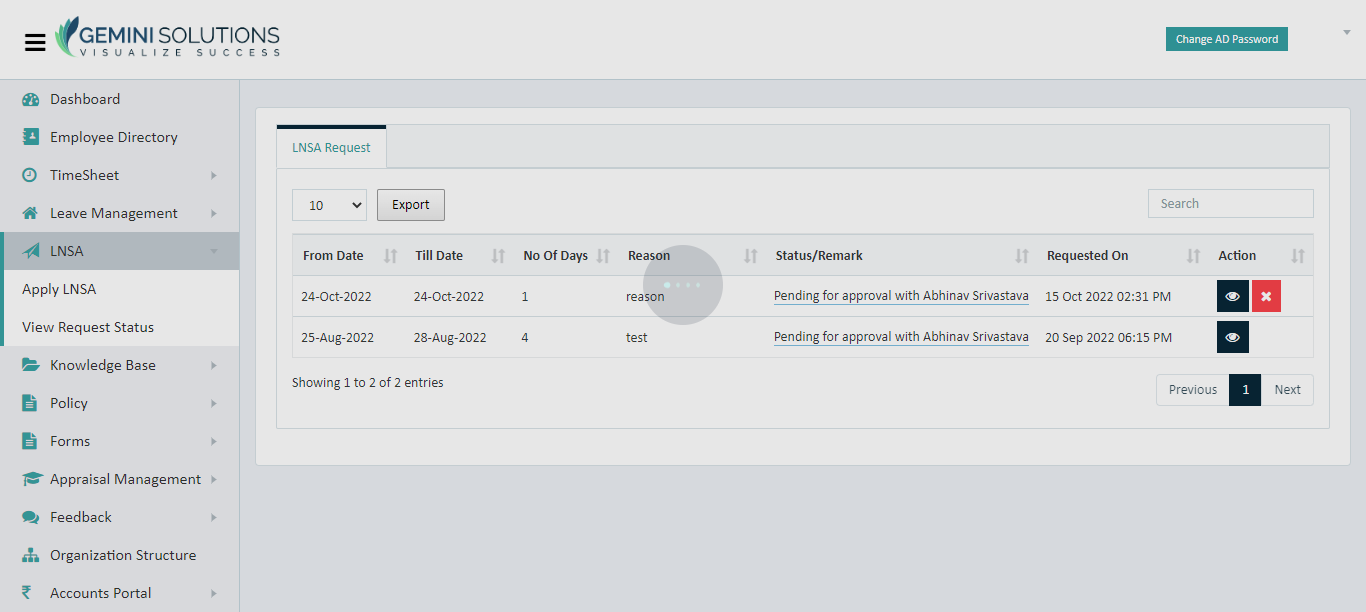 GEMINI SOLUTIONS
VISUALIZE SUCCESS
Change AD Password
Dashboard
Employee Directory
TimeSheet
Leave Management
LNSA
Apply LNSA
View Request Status
Knowledge Base
Policy
Forms
Appraisal Management
Feedback
Organization Structure
₹ Accounts Portal
LNSA Request
10 Export Search
From Date Till Date No Of Days Reason Status/Remark Requested On Action
24-Oct-2022 24-Oct-2022 1 reason Pending for approval with Abhinav Srivastava 15 Oct 2022 02:31 PM
25-Aug-2022 28-Aug-2022 4 test Pending for approval with Abhinav Srivastava 20 Sep 2022 06:15 PM
Showing 1 to 2 of 2 entries
Previous 1 Next